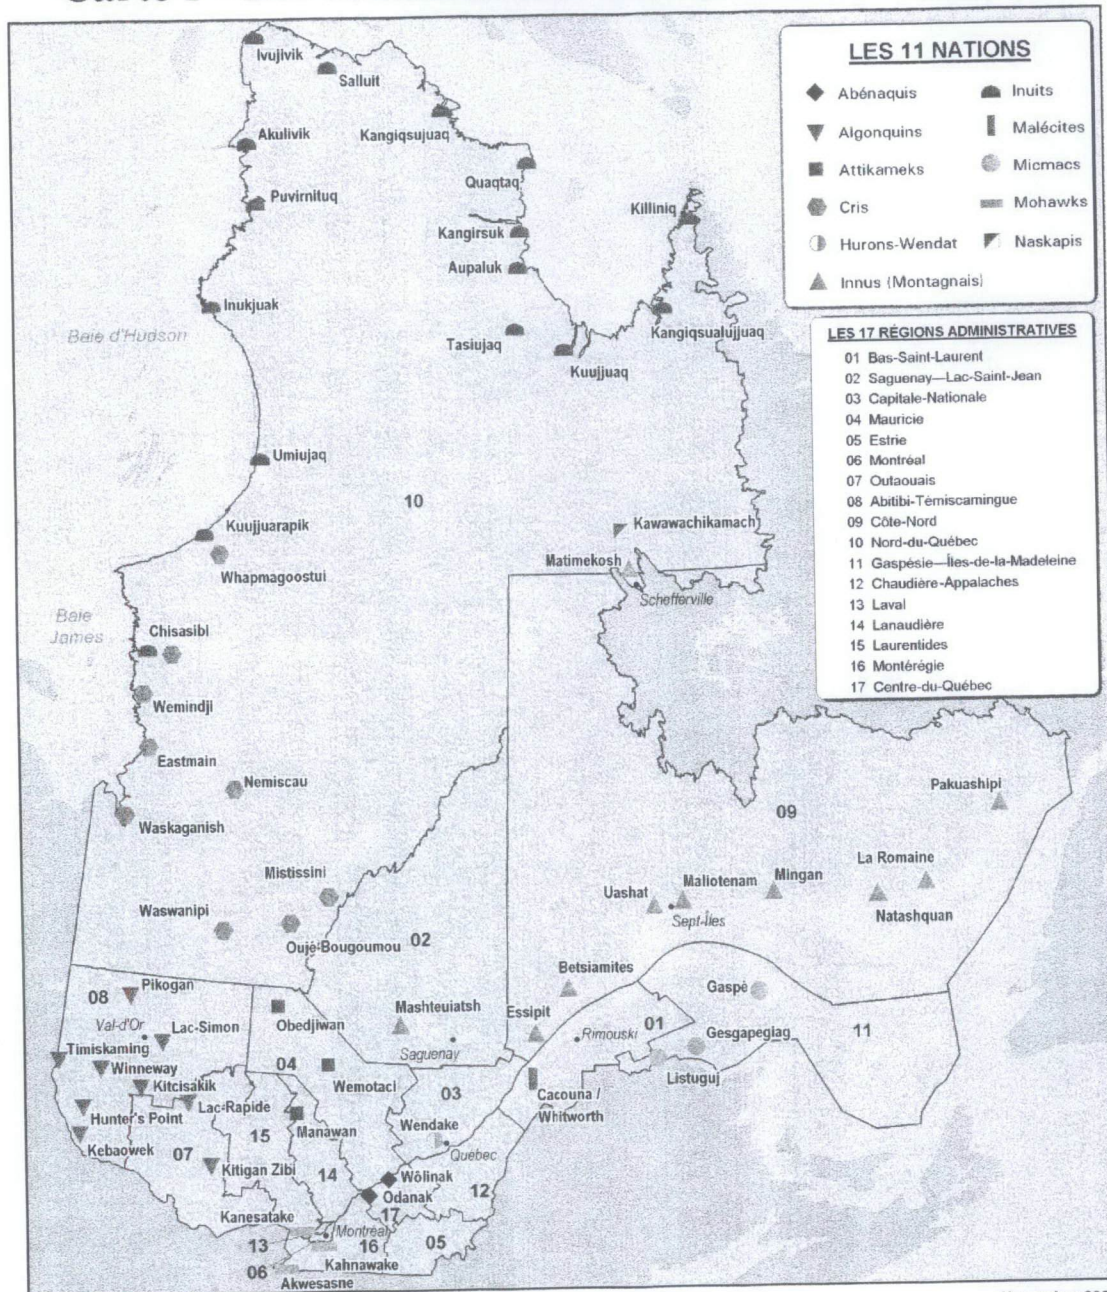 LES 11 NATIONS
Abénaquis
Inuits
Algonquins
Malécites
Attikameks
Micmacs
Cris
Mohawks
Hurons-Wendat
Naskapis
Innus (Montagnais)
LES 17 RÉGIONS ADMINISTRATIVES
01 Bas-Saint-Laurent
02 Saguenay—Lac-Saint-Jean
03 Capitale-Nationale
04 Mauricie
05 Estrie
06 Montréal
07 Outaouais
08 Abitibi-Témiscamingue
09 Côte-Nord
10 Nord-du-Québec
11 Gaspésie—Îles-de-la-Madeleine
12 Chaudière-Appalaches
13 Laval
14 Lanaudière
15 Laurentides
16 Montérégie
17 Centre-du-Québec
Ivujivik
Salluit
Kangiqsujuaq
Akulivik
Quaqtaq
Puvirnituq
Killiniq
Kangirsuk
Aupaluk
Inukjuak
Baie d'Hudson
Tasiujaq
Kangiqsualujjuaq
Kuujjuaq
Umiujaq
10
Kuujjuarapik
Kawawachikamach
Whapmagoostui
Matimekosh
Schefferville
Baie
James
Chisasibi
Wemindji
Eastmain
Nemiscau
Pakuashipi
Waskaganish
09
Mistissini
La Romaine
Mingan
Maliotenam
Uashat
Waswanipi
Sept-Îles
Natashquan
Oujé-Bougoumou
02
Betsiamites
Pikogan
08
Gaspé
Mashteuiatsh
Essipit
Val-d'Or
Lac-Simon
Obedjiwan
01
Rimouski
Gesgapegiag
11
Timiskaming
Saguenay
04
Winneway
Listuguj
Kitcisakik
Wemotaci
03
Cacouna /
Whitworth
Hunter's Point
Lac-Rapide
Manawan
Wendake
15
Kebaowek
07
Québec
Kitigan Zibi
14
Wôlinak
12
Odanak
17
Kanesatake
Montréal
13
16
05
Kahnawake
06
Akwesasne